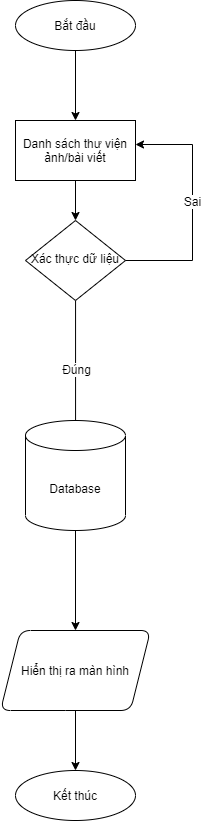 Bắt đầu
Danh sách thư viện
ảnh/bài viết
Sai
Xác thực dữ liệu
Đúng
Database
Hiển thị ra màn hình
Kết thúc